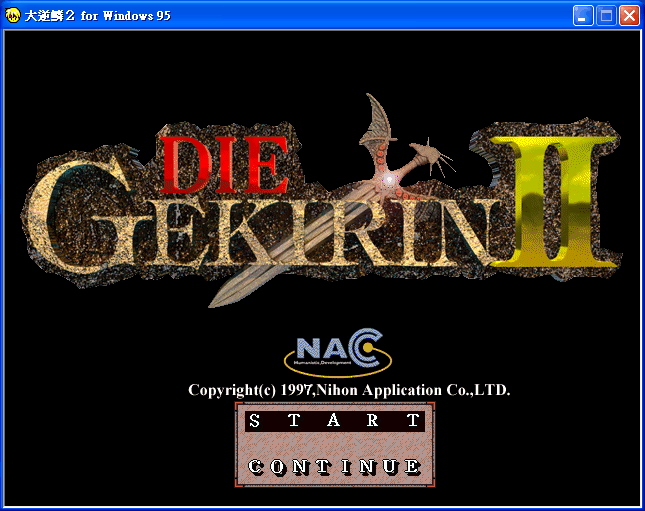 大逆鱗2 for Windows 95
DIE
GEKIRIN II
NAC
Humanistic,Development
Copyright(c) 1997,Nihon Application Co.,LTD.
START
CONTINUE